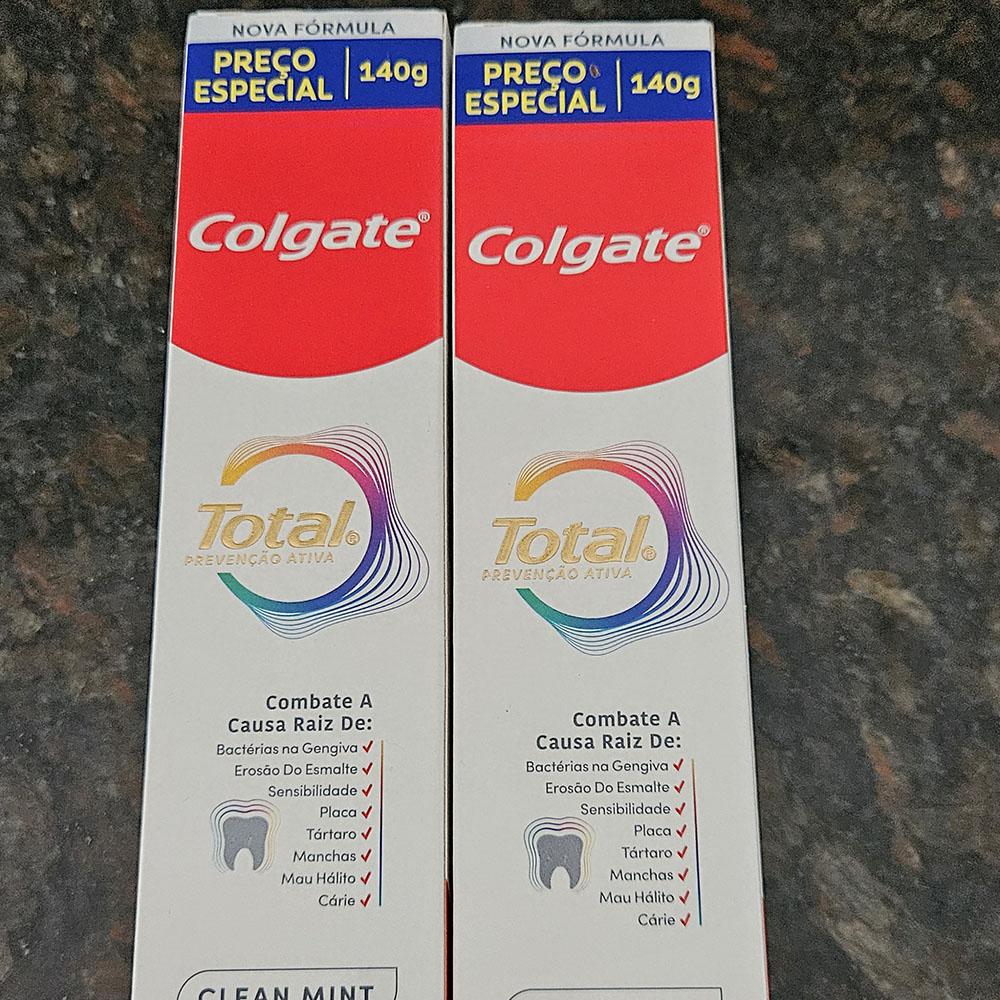 NOVA FÓRMULA
PREÇO
ESPECIAL
140g
Colgate®
Total®
PREVENÇÃO ATIVA
Combate A
Causa Raiz De:
Bactérias na Gengiva
Erosão Do Esmalte
Sensibilidade
Placa
Tártaro
Manchas
Mau Hálito
Cárie
CLEAN MINT
NOVA FÓRMULA
PREÇO
ESPECIAL
140g
Colgate®
Total®
PREVENÇÃO ATIVA
Combate A
Causa Raiz De:
Bactérias na Gengiva
Erosão Do Esmalte
Sensibilidade
Placa
Tártaro
Manchas
Mau Hálito
Cárie